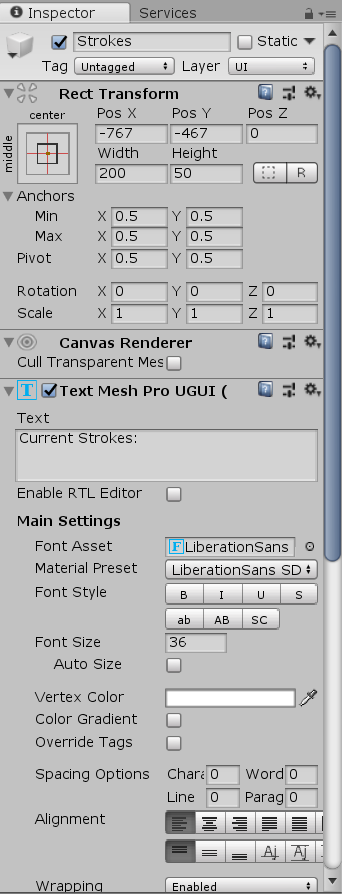 Inspector Services
Strokes Static
Tag Untagged Layer UI
Rect Transform
center Pos X Pos Y Pos Z
middle -767 -467 0
Width Height
200 50 R
Anchors
Min X 0.5 Y 0.5
Max X 0.5 Y 0.5
Pivot X 0.5 Y 0.5
Rotation X 0 Y 0 Z 0
Scale X 1 Y 1 Z 1
Canvas Renderer
Cull Transparent Mes
T Text Mesh Pro UGUI (
Text
Current Strokes:
Enable RTL Editor
Main Settings
Font Asset F LiberationSans
Material Preset LiberationSans SD
Font Style B I U S
ab AB SC
Font Size 36
Auto Size
Vertex Color
Color Gradient
Override Tags
Spacing Options Chara 0 Word 0
Line 0 Parag 0
Alignment
Wrapping Enabled